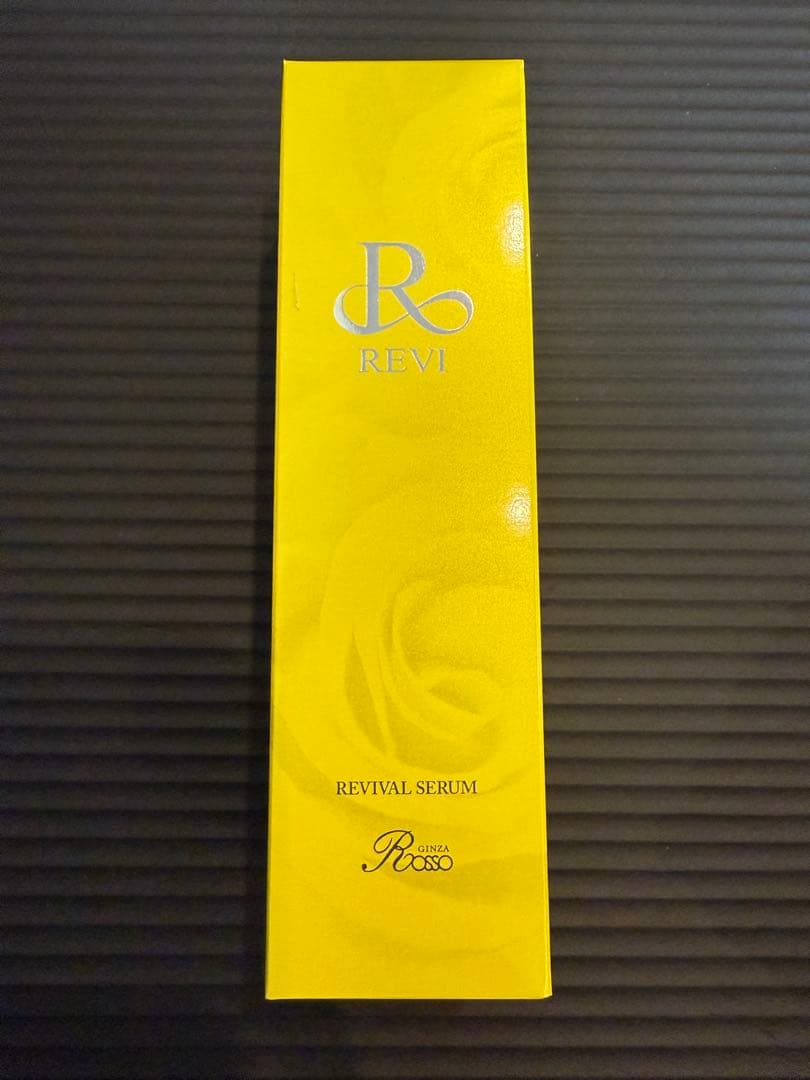 R
REVI
REVIVAL SERUM
GINZA
Rosso